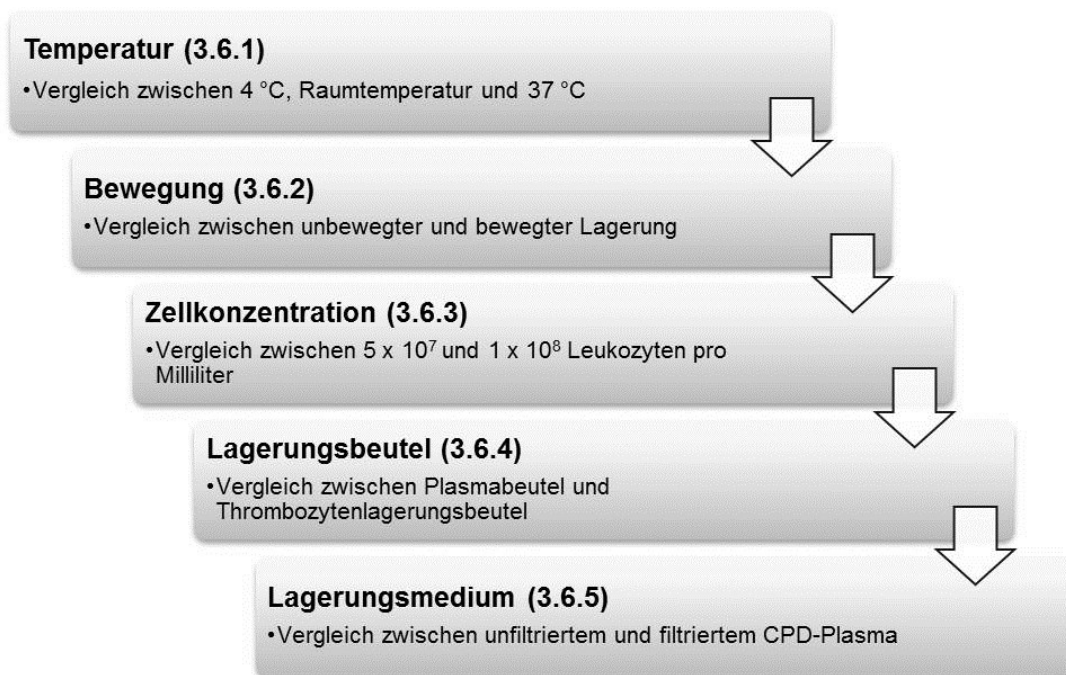 Temperatur (3.6.1)
•Vergleich zwischen 4 °C, Raumtemperatur und 37 °C
Bewegung (3.6.2)
•Vergleich zwischen unbewegter und bewegter Lagerung
Zellkonzentration (3.6.3)
•Vergleich zwischen 5 x 10⁷ und 1 x 10⁸ Leukozyten pro
Milliliter
Lagerungsbeutel (3.6.4)
•Vergleich zwischen Plasmabeutel und
Thrombozytenlagerungsbeutel
Lagerungsmedium (3.6.5)
•Vergleich zwischen unfiltriertem und filtriertem CPD-Plasma